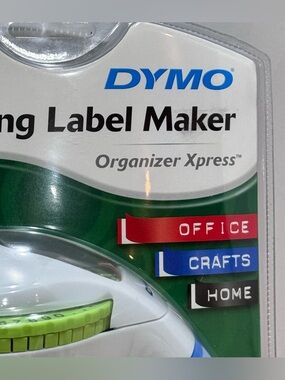 DYMO
ng Label Maker
Organizer Xpress™
OFFICE
CRAFTS
HOME